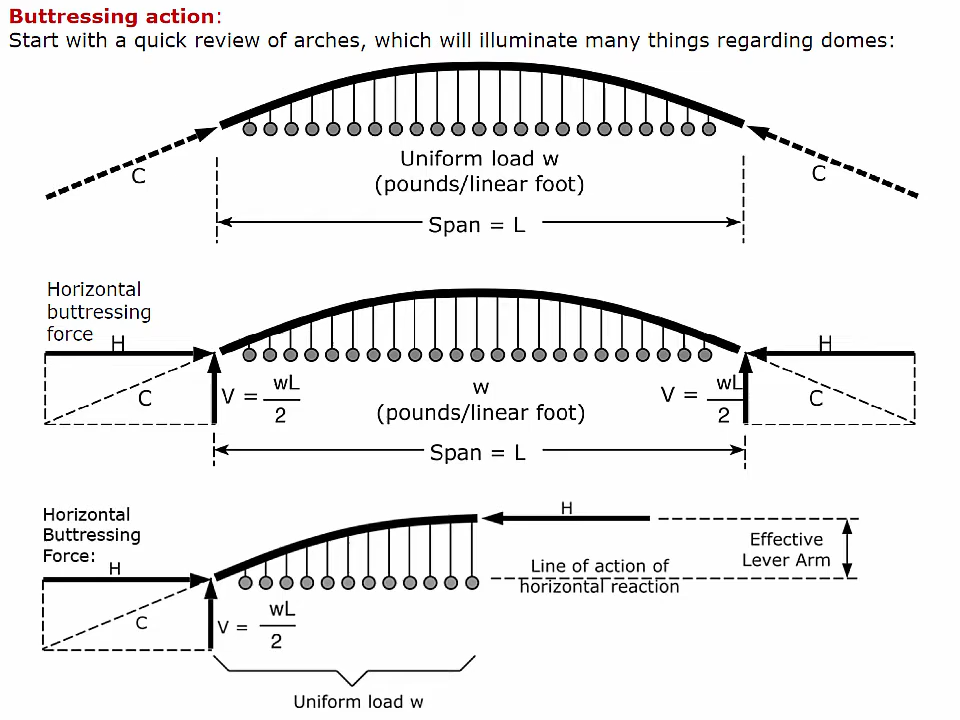 Buttressing action:
Start with a quick review of arches, which will illuminate many things regarding domes:
C
C
Uniform load w
(pounds/linear foot)
Span = L
Horizontal
buttressing
force
H
H
C
V = wL
2
w
(pounds/linear foot)
V = wL
2
C
Span = L
Horizontal
Buttressing
Force:
H
H
Effective
Lever Arm
Line of action of
horizontal reaction
C
V = wL
2
Uniform load w